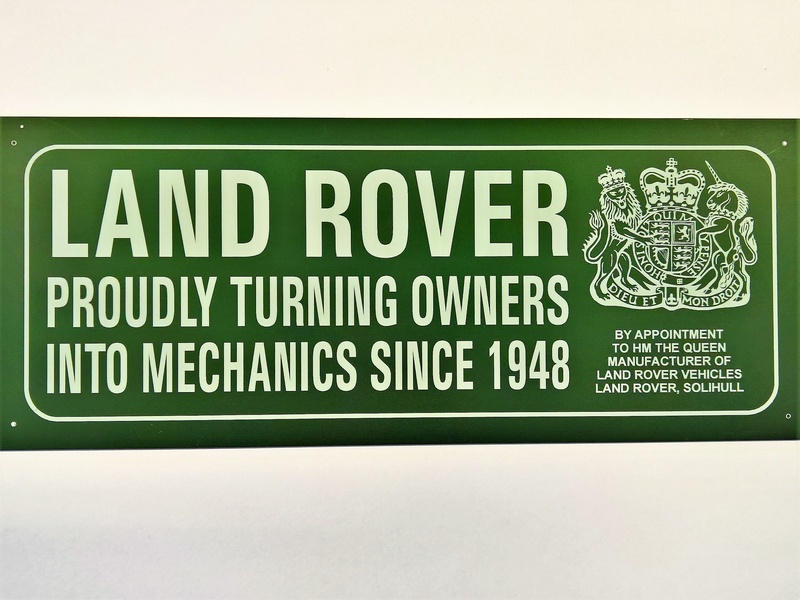 LAND ROVER
PROUDLY TURNING OWNERS
INTO MECHANICS SINCE 1948
DIEU ET MON DROIT
BY APPOINTMENT
TO HM THE QUEEN
MANUFACTURER OF
LAND ROVER VEHICLES
LAND ROVER, SOLIHULL